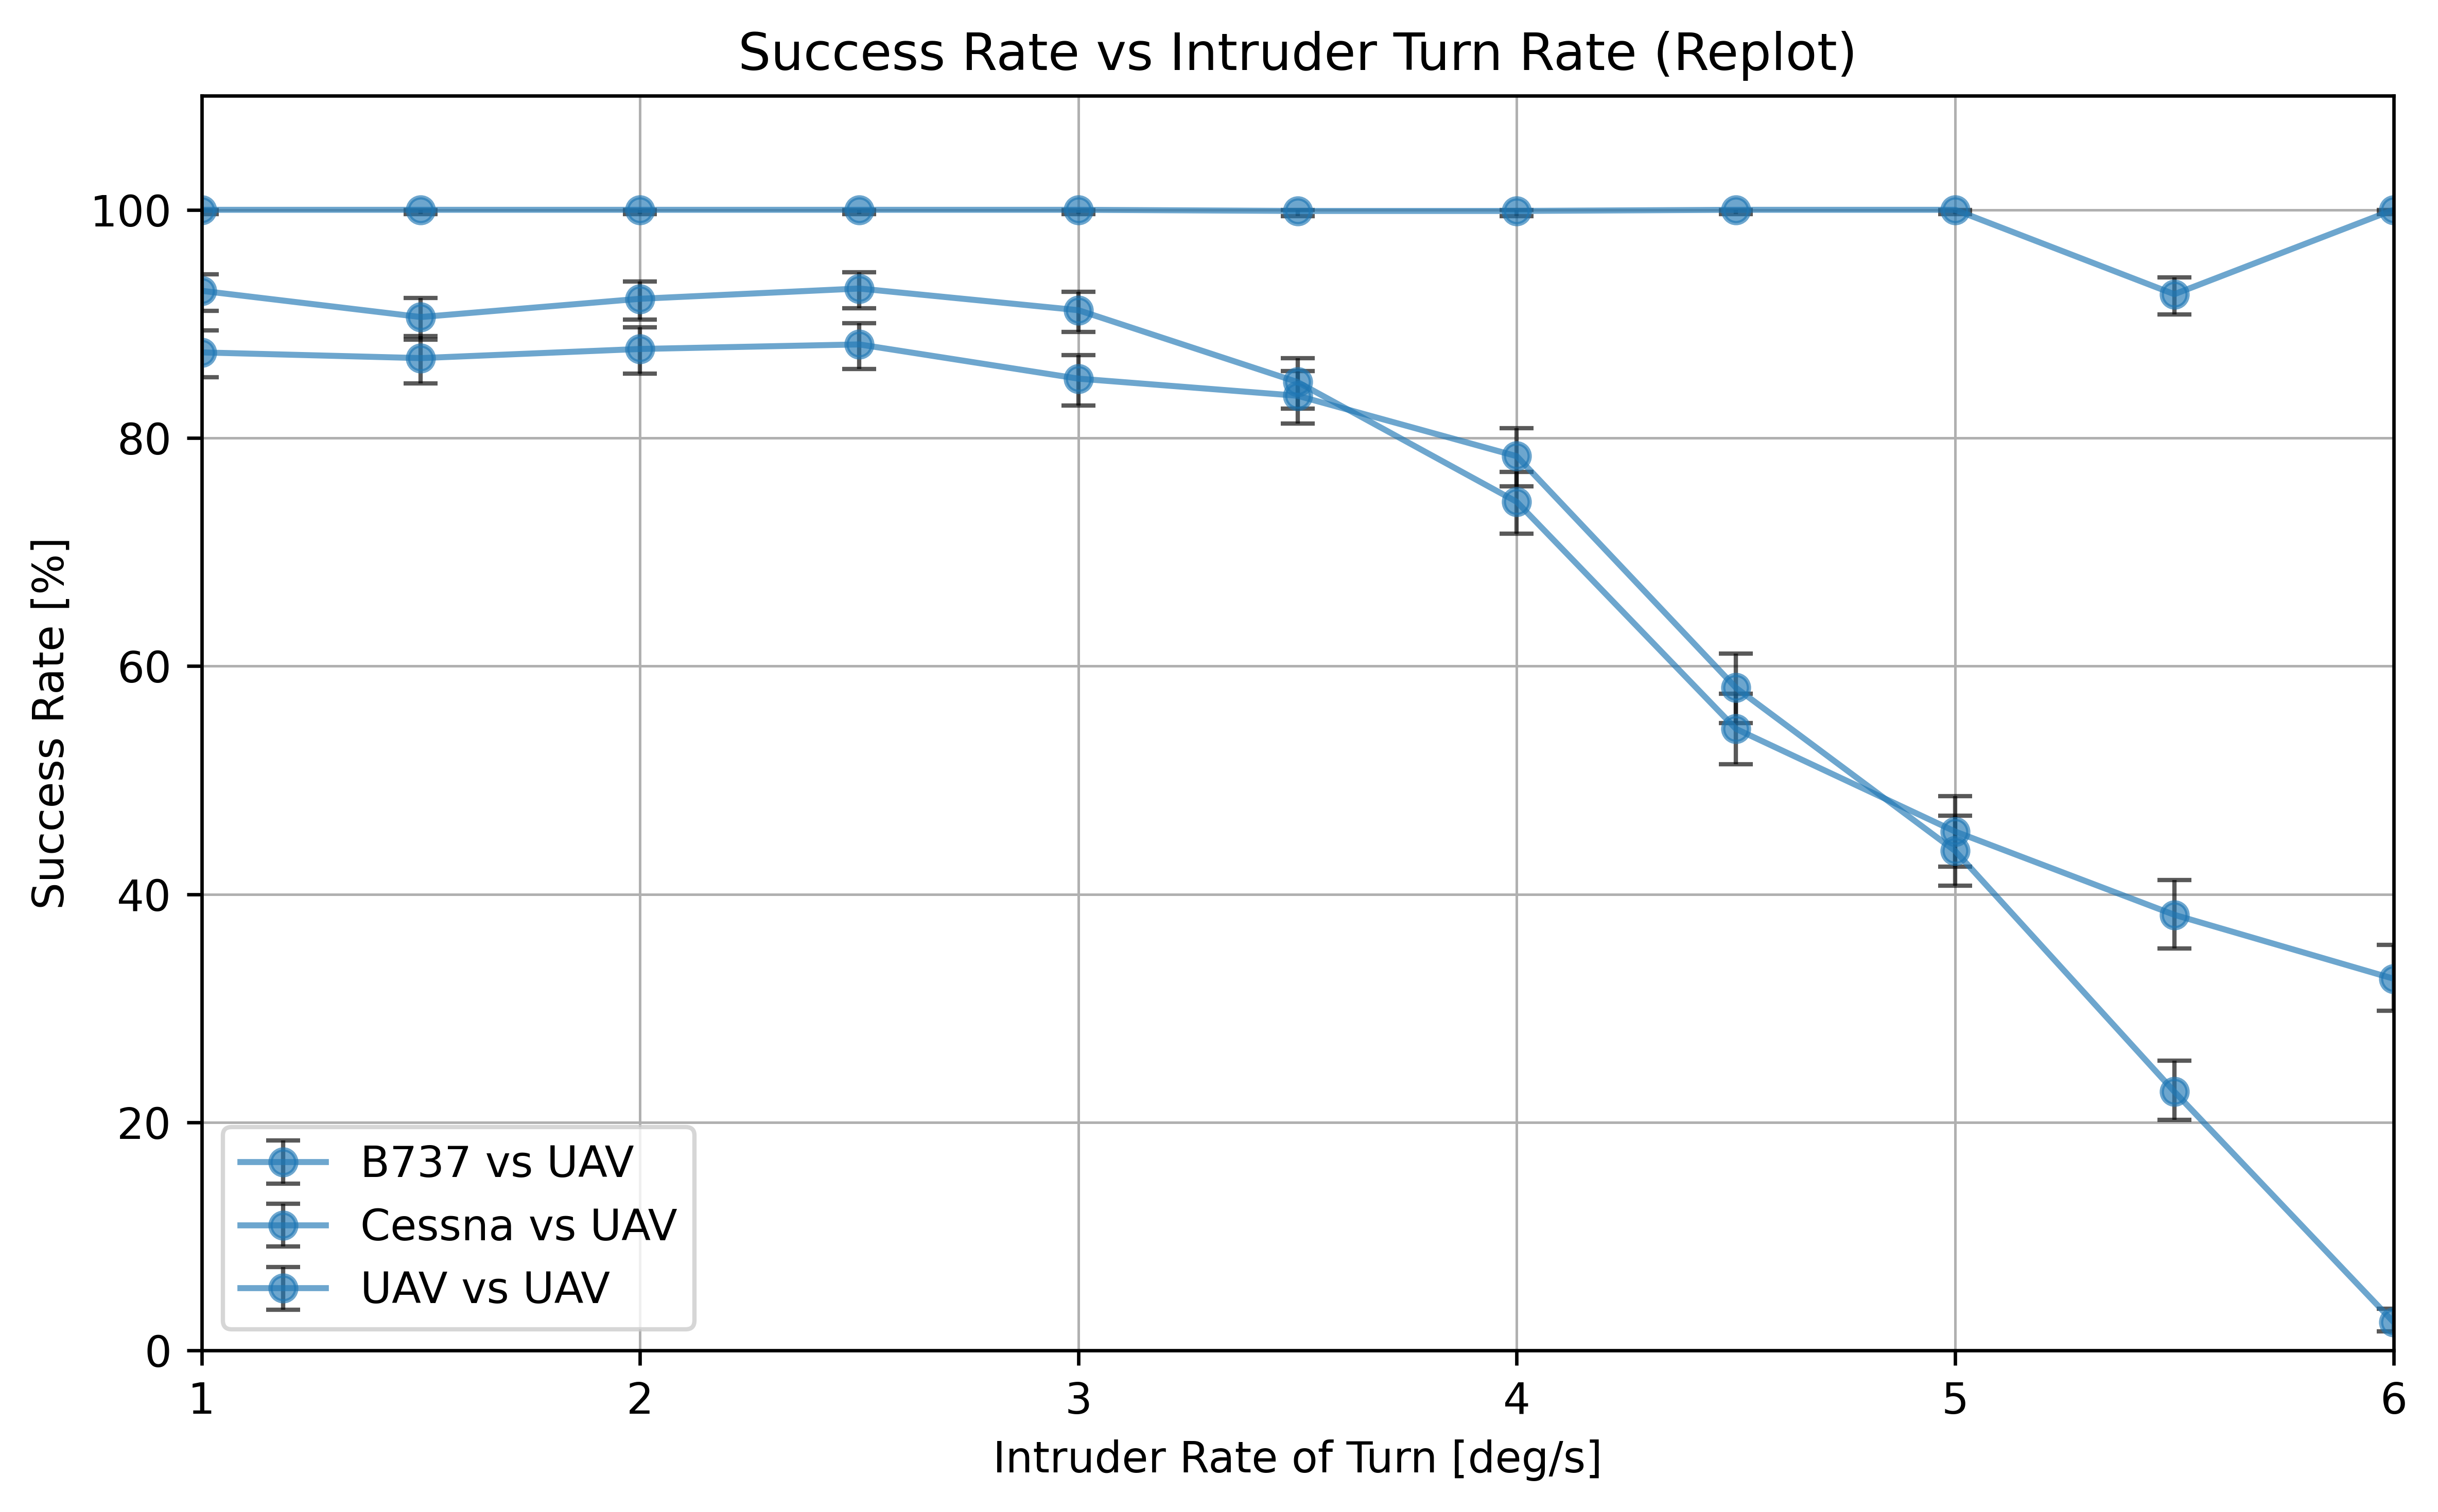 Success Rate vs Intruder Turn Rate (Replot)
100
80
60
40
20
0
Success Rate [%]
B737 vs UAV
Cessna vs UAV
UAV vs UAV
1 2 3 4 5 6
Intruder Rate of Turn [deg/s]